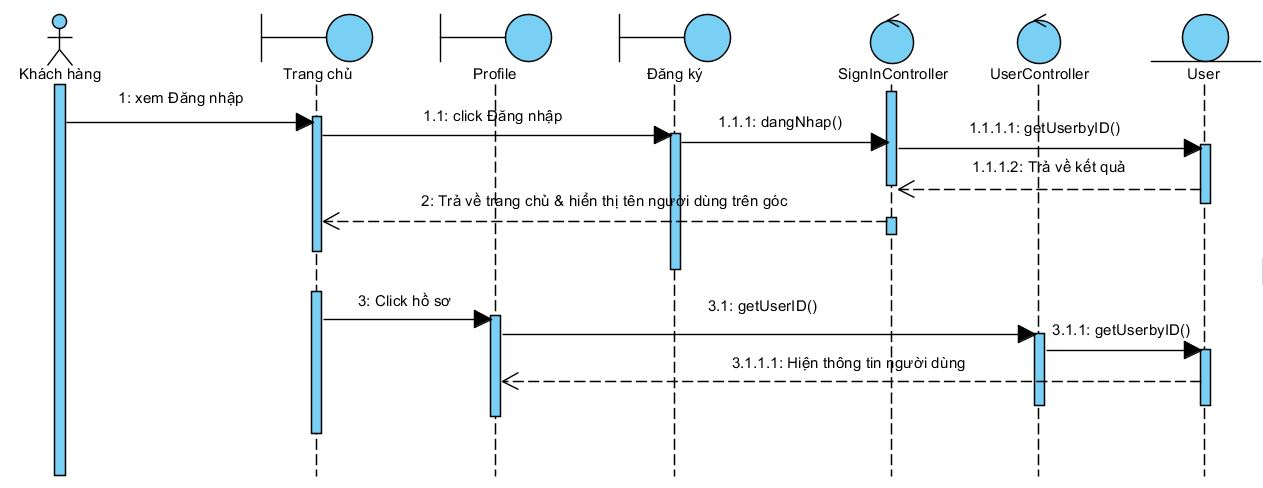 Khách hàng
Trang chủ
Profile
Đăng ký
SignInController
UserController
User
1: xem Đăng nhập
1.1: click Đăng nhập
1.1.1: dangNhap()
1.1.1.1: getUserbyID()
1.1.1.2: Trả về kết quả
2: Trả về trang chủ & hiển thị tên người dùng trên góc
3: Click hồ sơ
3.1: getUserID()
3.1.1: getUserbyID()
3.1.1.1: Hiện thông tin người dùng